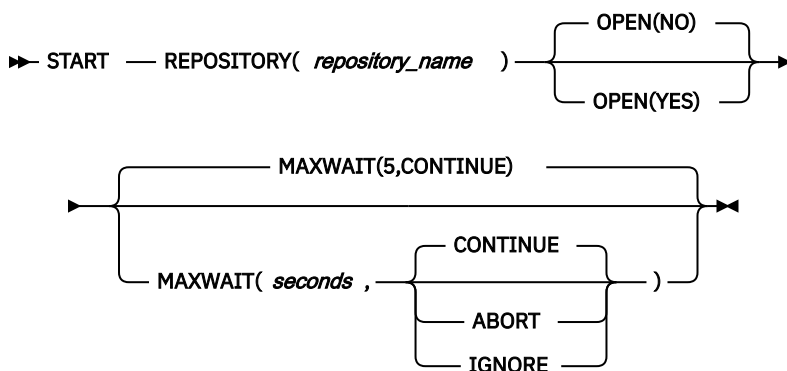 OPEN(NO)
START REPOSITORY( repository_name )
OPEN(YES)
MAXWAIT(5,CONTINUE)
CONTINUE
MAXWAIT( seconds , )
ABORT
IGNORE